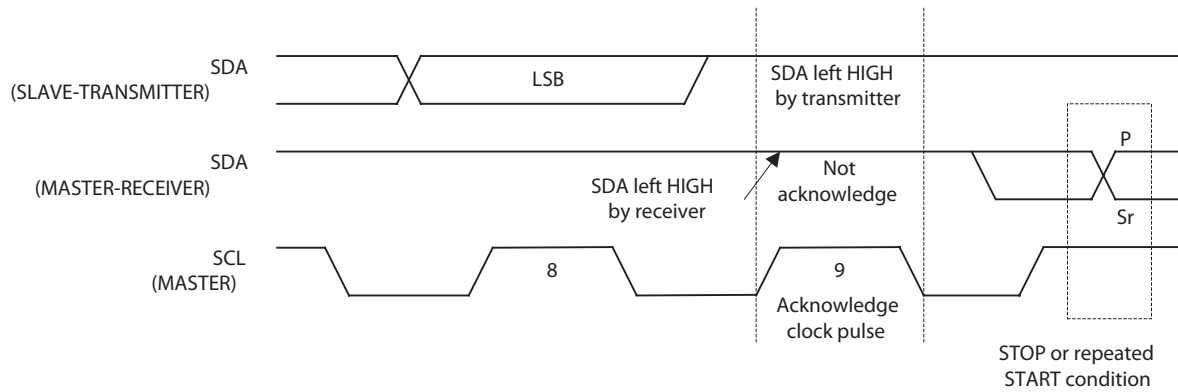 SDA
(SLAVE-TRANSMITTER)
LSB
SDA left HIGH
by transmitter
SDA
(MASTER-RECEIVER)
SDA left HIGH
by receiver
Not
acknowledge
P
Sr
SCL
(MASTER)
8
9
Acknowledge
clock pulse
STOP or repeated
START condition